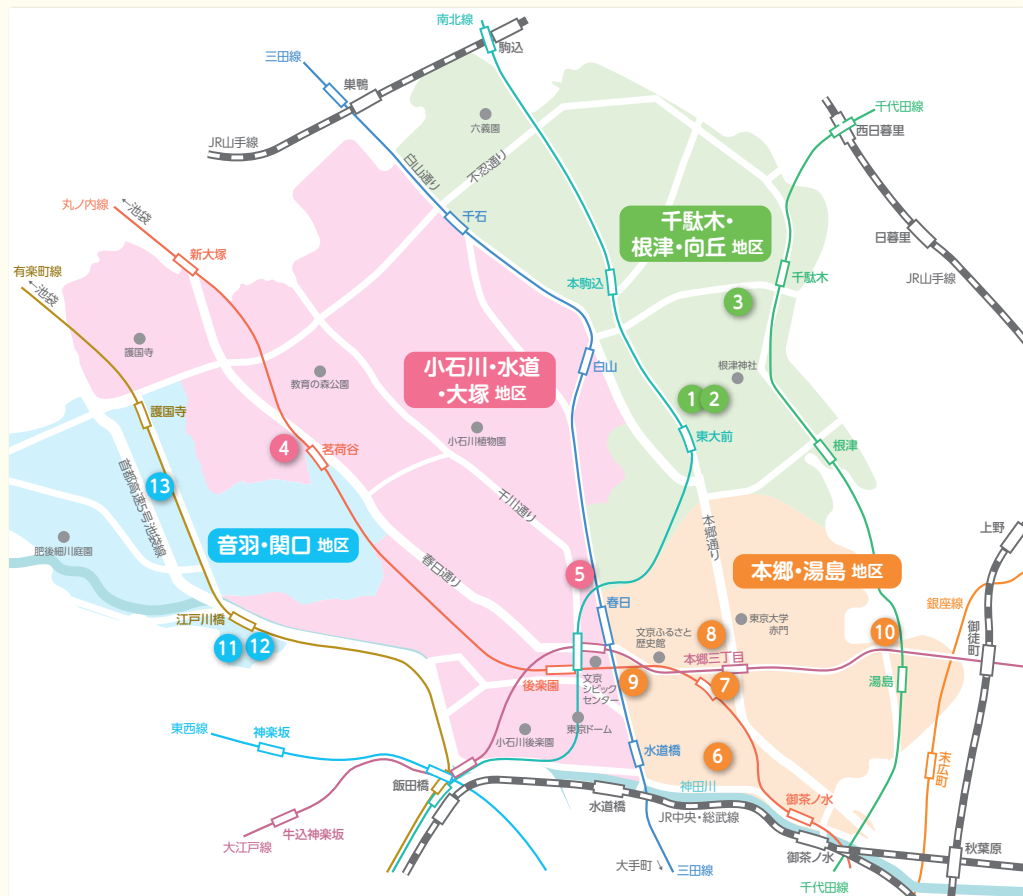 南北線
駒込
三田線
巣鴨
JR山手線
六義園
白山通り
不忍通り
千代田線
西日暮里
丸ノ内線
←池袋
新大塚
千石
千駄木・
根津・向丘 地区
日暮里
JR山手線
有楽町線
←池袋
本駒込
千駄木
3
護国寺
教育の森公園
小石川・水道
・大塚 地区
白山
根津神社
1
2
護国寺
小石川植物園
東大前
根津
4
茗荷谷
首都高速5号池袋線
13
千川通り
本郷通り
上野
肥後細川庭園
音羽・関口 地区
春日通り
本郷・湯島 地区
5
春日
銀座線
江戸川橋
11
12
文京ふるさと
歴史館
8
東京大学
赤門
10
御徒町
本郷三丁目
後楽園
文京
シビック
センター
9
7
湯島
東西線
神楽坂
小石川後楽園
東京ドーム
水道橋
6
末広町
飯田橋
神田川
水道橋
JR中央・総武線
御茶ノ水
牛込神楽坂
大江戸線
御茶ノ水
秋葉原
大手町↘
三田線
千代田線